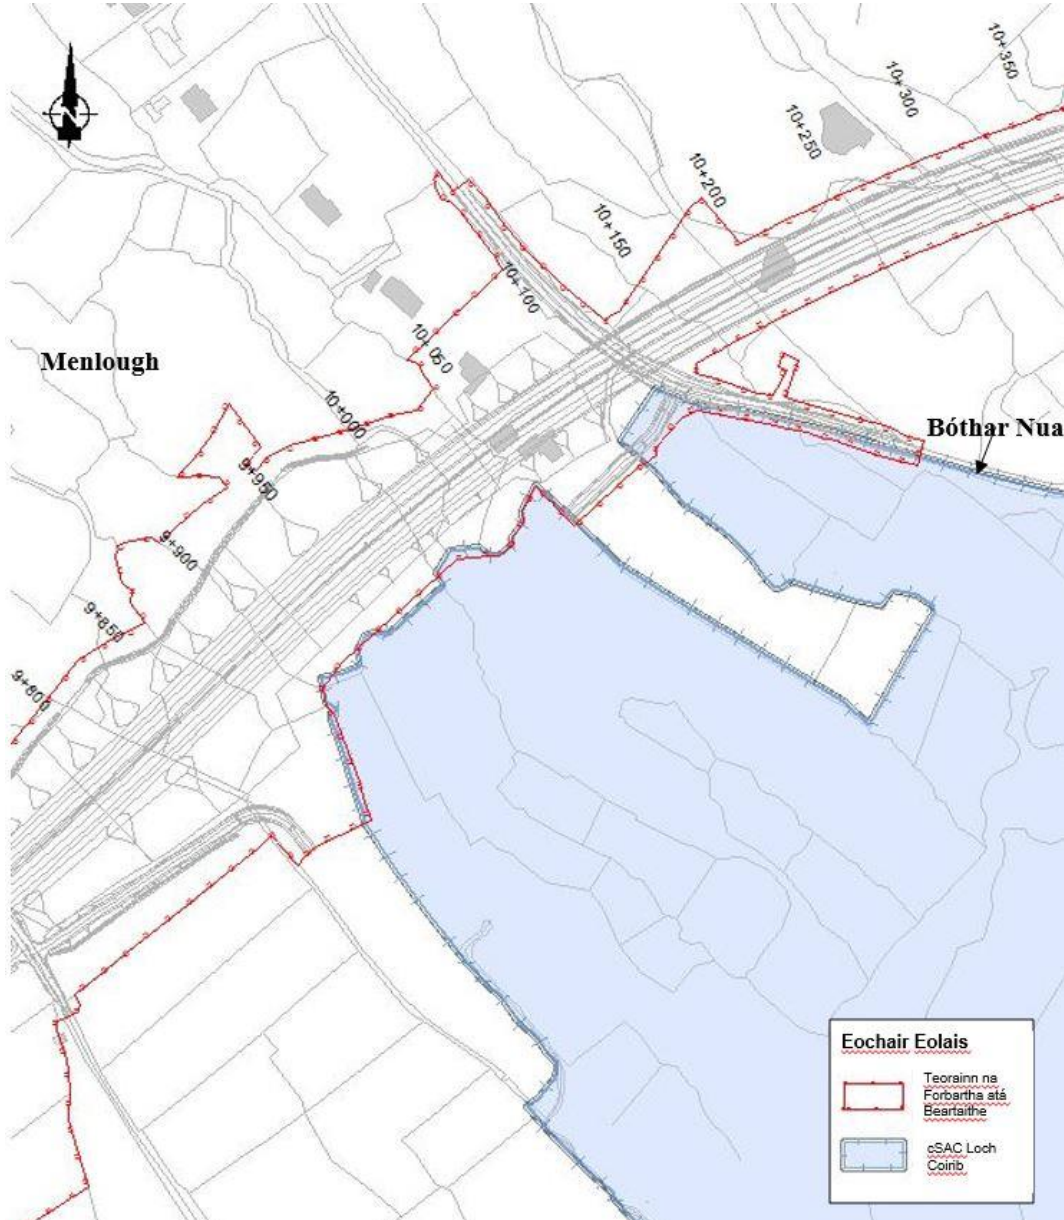 N
10+350
10+300
10+250
10+200
10+150
10+100
10+050
10+000
9+950
9+900
9+850
9+800
Menlough
Bóthar Nua
Eochair Eolais
Teorainn na
Forbartha atá
Beartaithe
cSAC Loch
Coirib